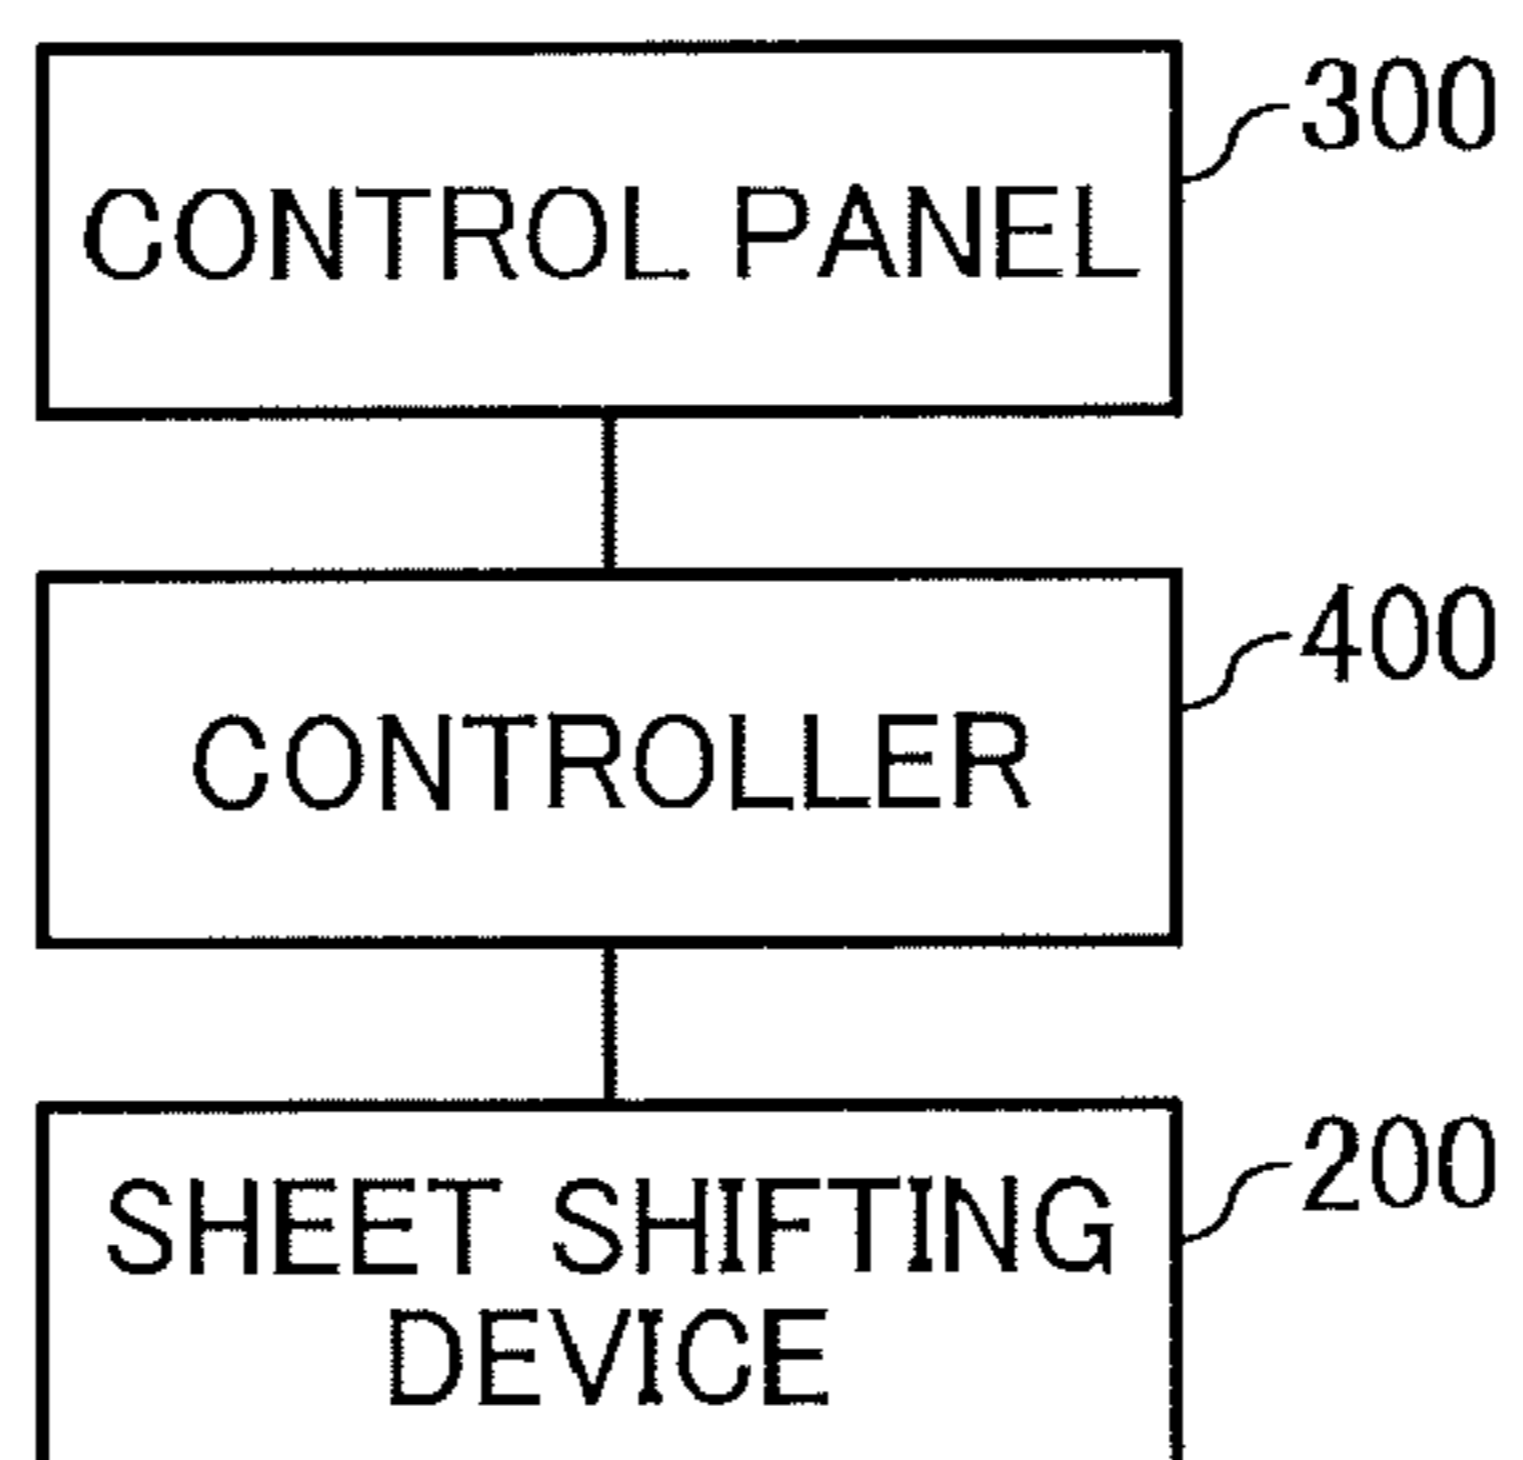 300
CONTROL PANEL
400
CONTROLLER
200
SHEET SHIFTING
DEVICE